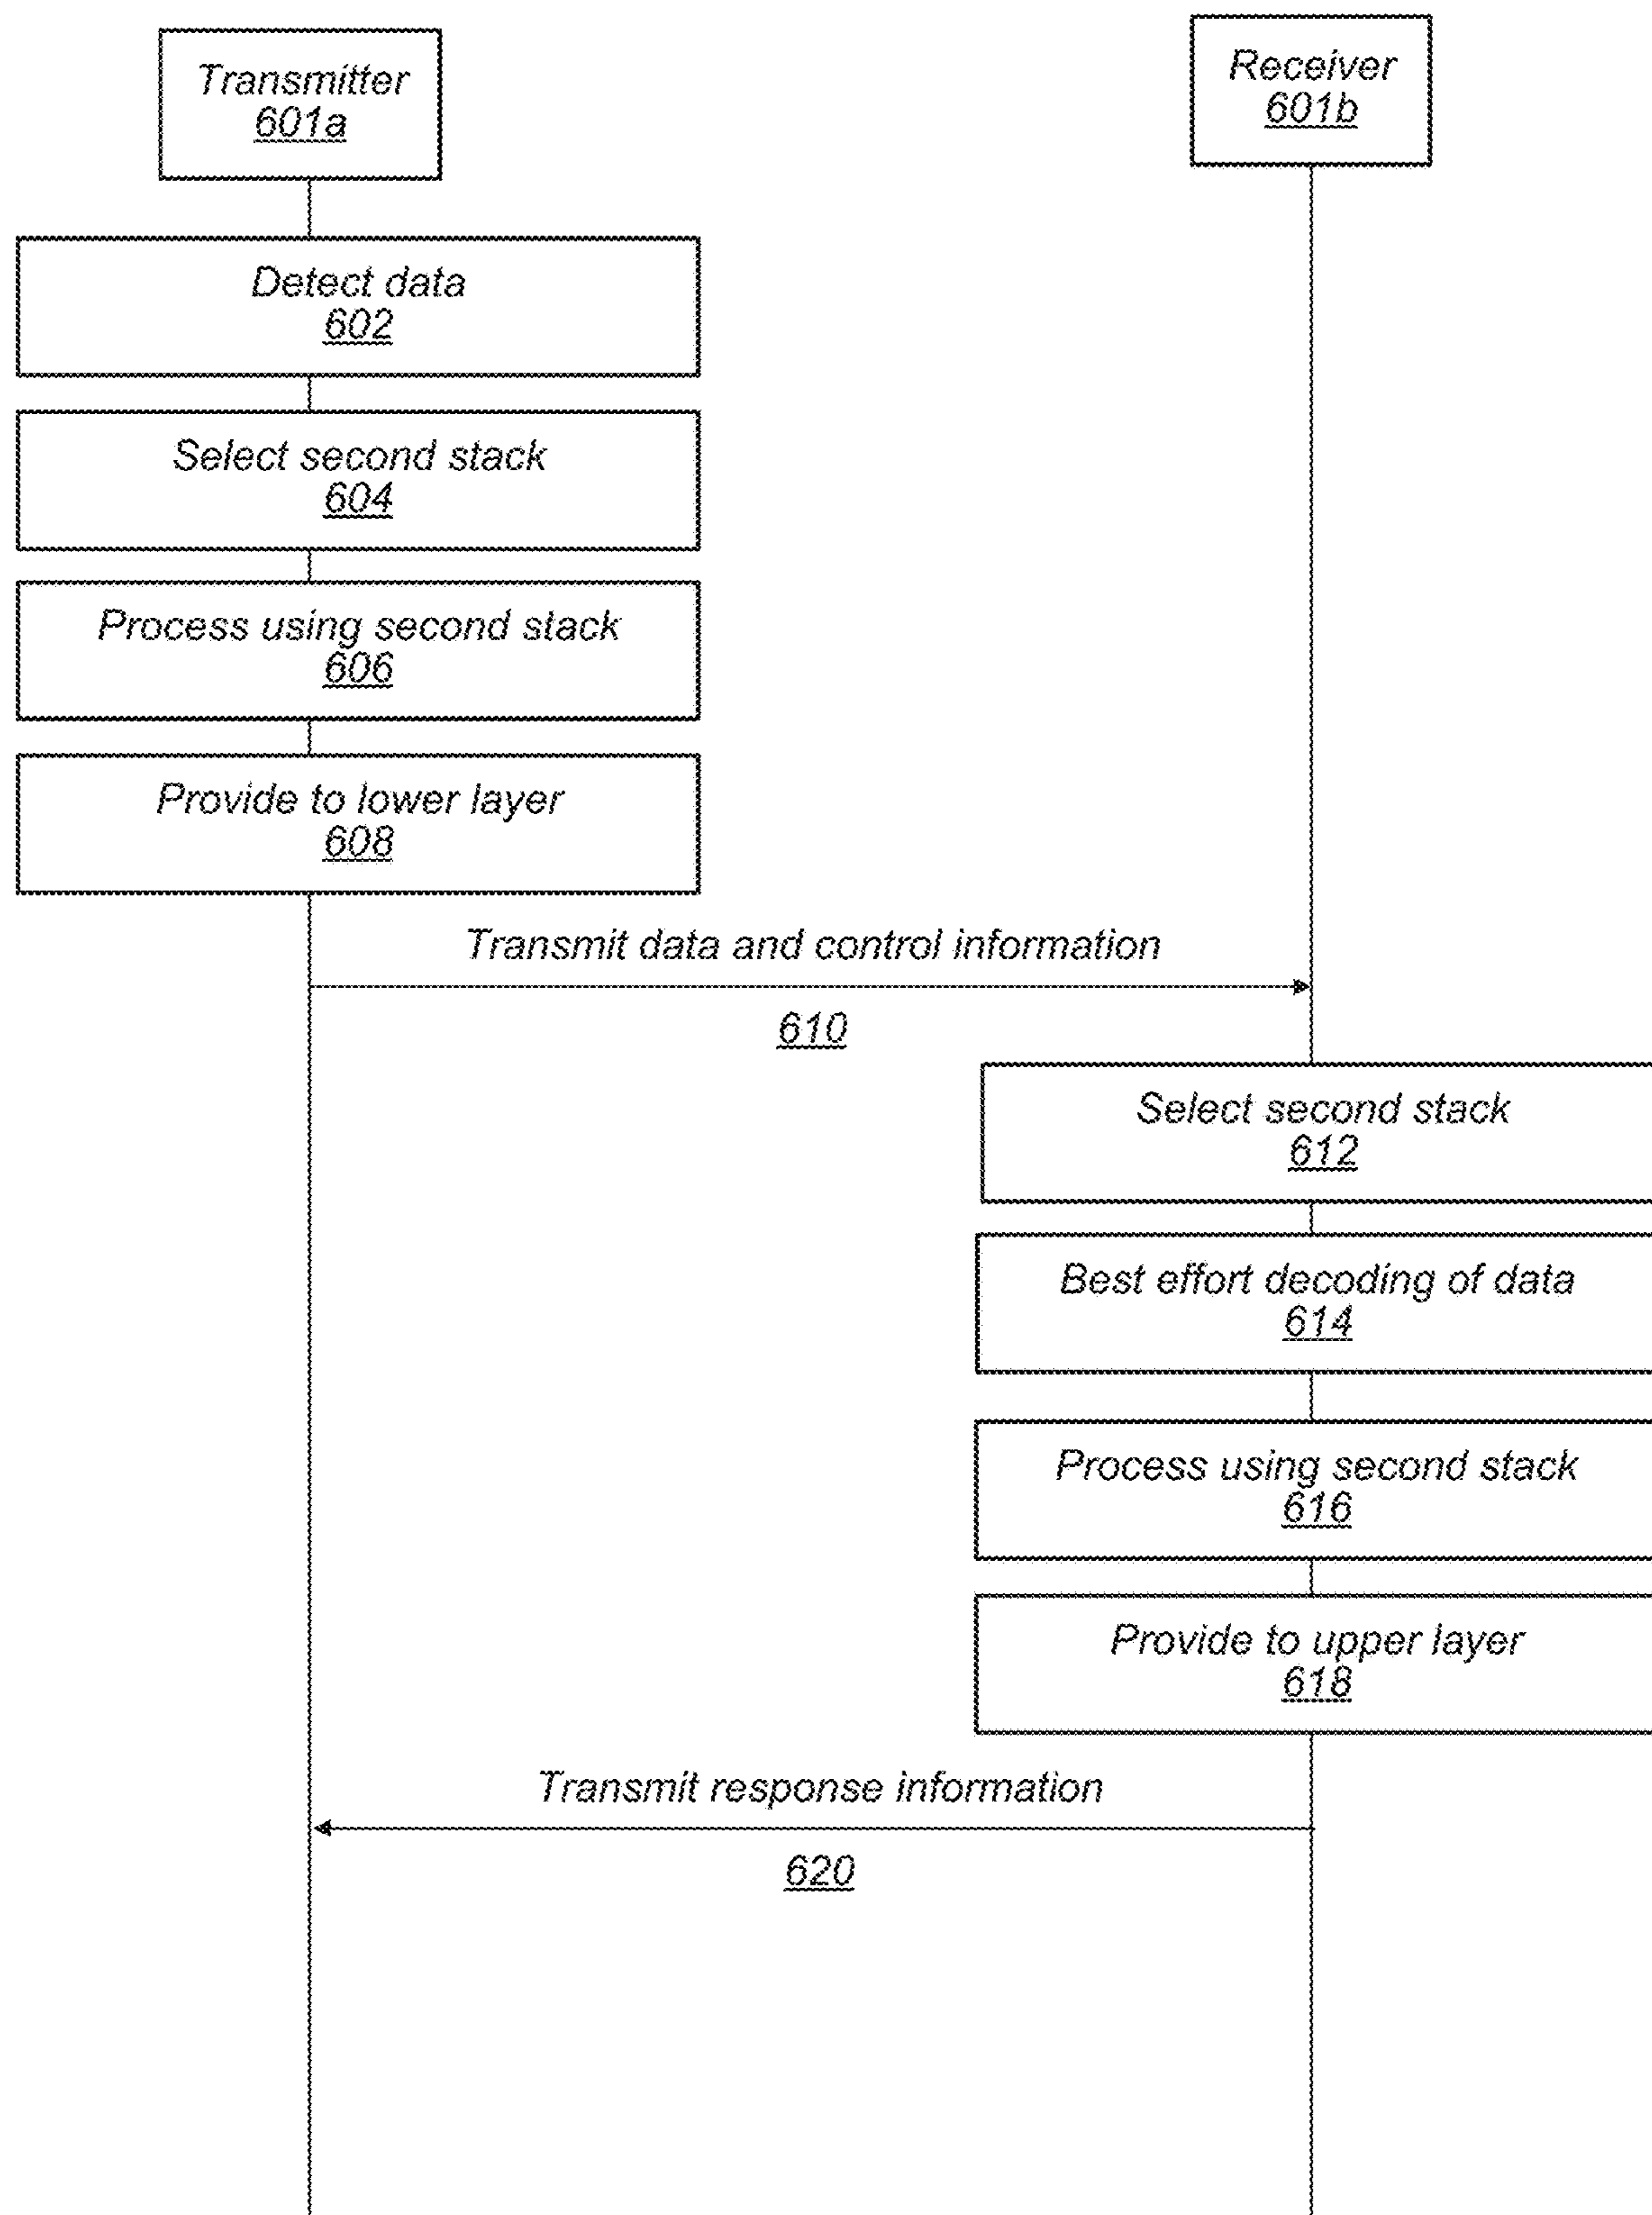 Transmitter
601a
Receiver
601b
Detect data
602
Select second stack
604
Process using second stack
606
Provide to lower layer
608
Transmit data and control information
610
Select second stack
612
Best effort decoding of data
614
Process using second stack
616
Provide to upper layer
618
Transmit response information
620